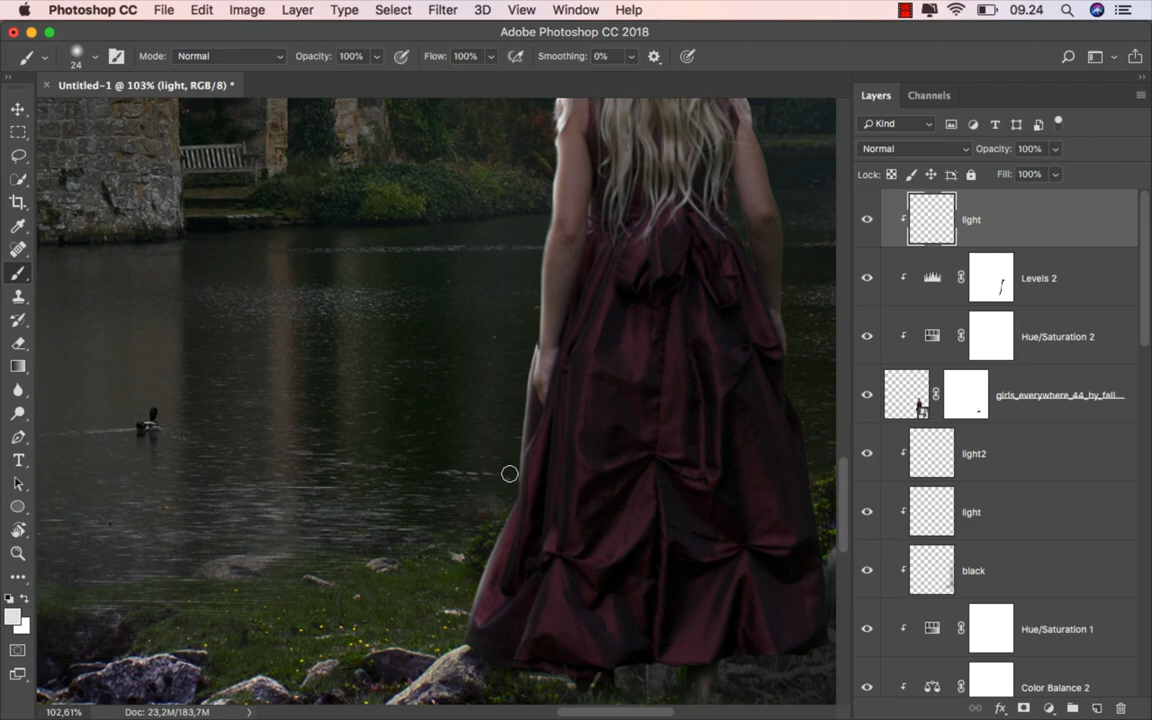 Photoshop CC File Edit Image Layer Type Select Filter 3D View Window Help 09.24
Adobe Photoshop CC 2018
24 Mode: Normal Opacity: 100% Flow: 100% Smoothing: 0%
Untitled-1 @ 103% (light, RGB/8) *
Layers Channels
Kind
Normal Opacity: 100%
Lock: Fill: 100%
light
Levels 2
Hue/Saturation 2
girls_everywhere_44_by_fall...
light2
light
black
Hue/Saturation 1
Color Balance 2
102,61% Doc: 23,2M/183,7M